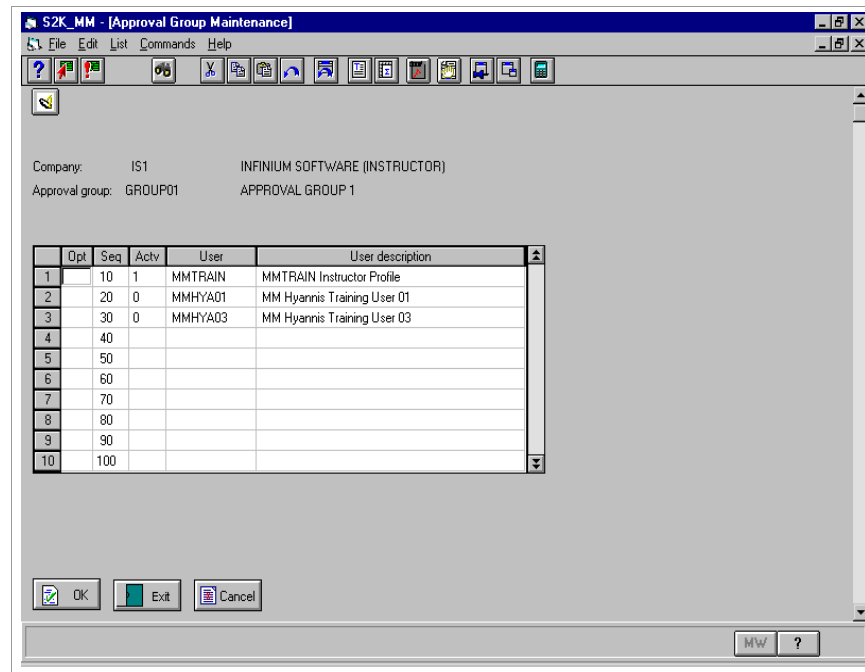 S2K_MM - [Approval Group Maintenance]
File Edit List Commands Help
Company: IS1 INFINIUM SOFTWARE (INSTRUCTOR)
Approval group: GROUP01 APPROVAL GROUP 1
Opt Seq Actv User User description
1 10 1 MMTRAIN MMTRAIN Instructor Profile
2 20 0 MMHYA01 MM Hyannis Training User 01
3 30 0 MMHYA03 MM Hyannis Training User 03
4 40
5 50
6 60
7 70
8 80
9 90
10 100
OK Exit Cancel
MW ?